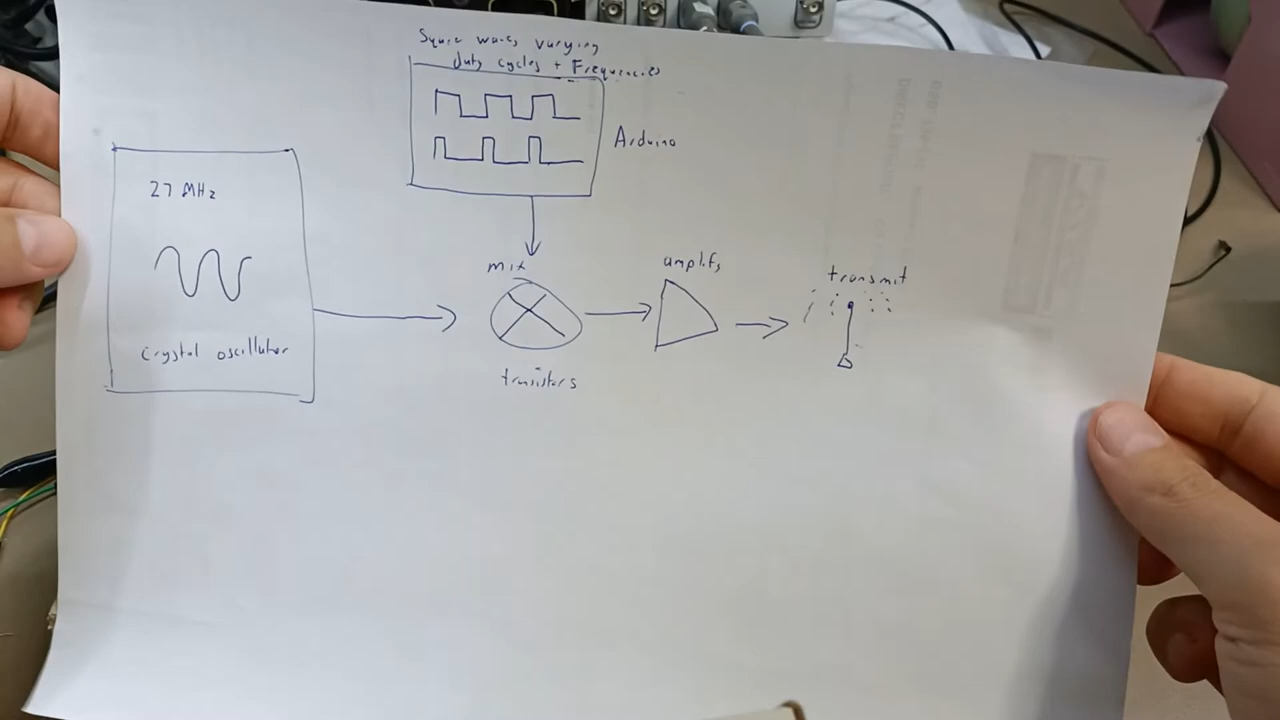 Square waves varying
duty cycles + Frequencies
Arduino
27 MHz
crystal oscillator
mix
transistors
amplify
transmit